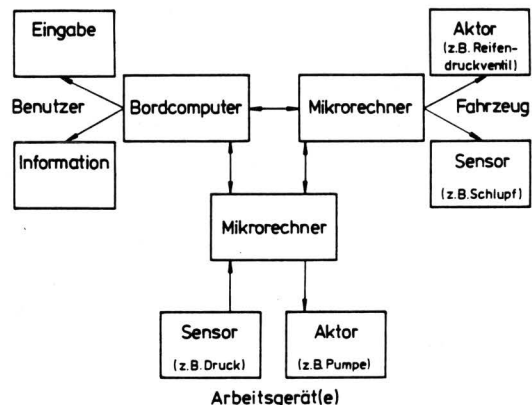 Eingabe
Benutzer
Information
Bordcomputer
Mikrorechner
Aktor
(z.B. Reifen-
druckventil)
Fahrzeug
Sensor
(z.B.Schlupf)
Mikrorechner
Sensor
(z.B.Druck)
Aktor
(z.B.Pumpe)
Arbeitsgerät(e)